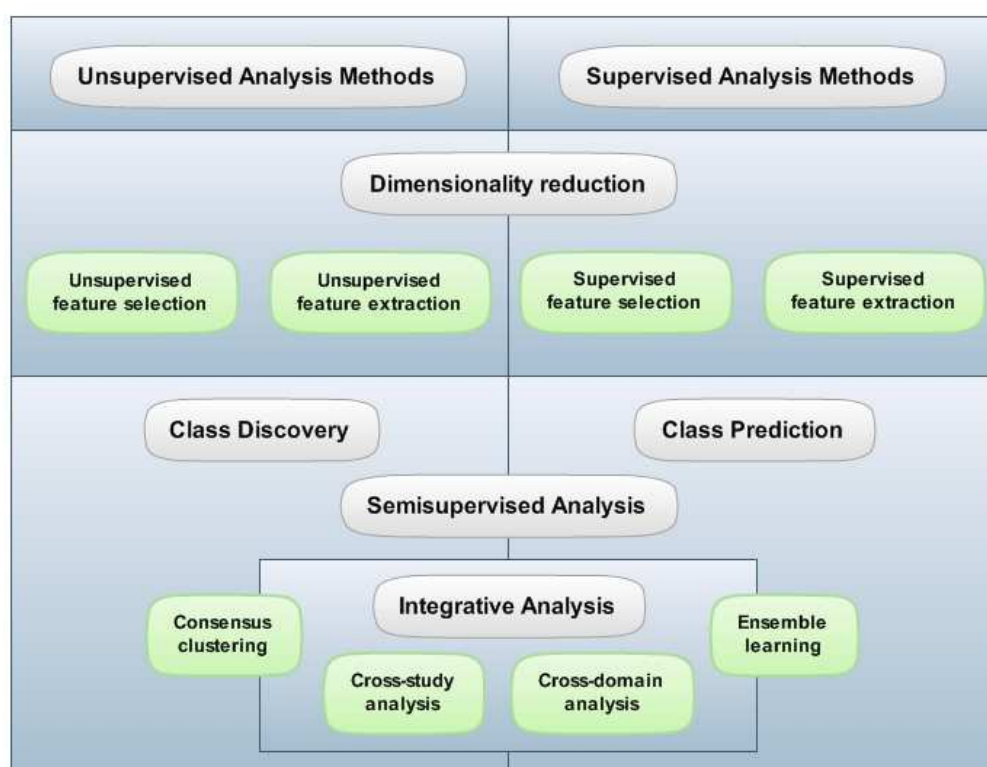 Unsupervised Analysis Methods
Supervised Analysis Methods
Dimensionality reduction
Unsupervised
feature selection
Unsupervised
feature extraction
Supervised
feature selection
Supervised
feature extraction
Class Discovery
Class Prediction
Semisupervised Analysis
Integrative Analysis
Consensus
clustering
Cross-study
analysis
Cross-domain
analysis
Ensemble
learning